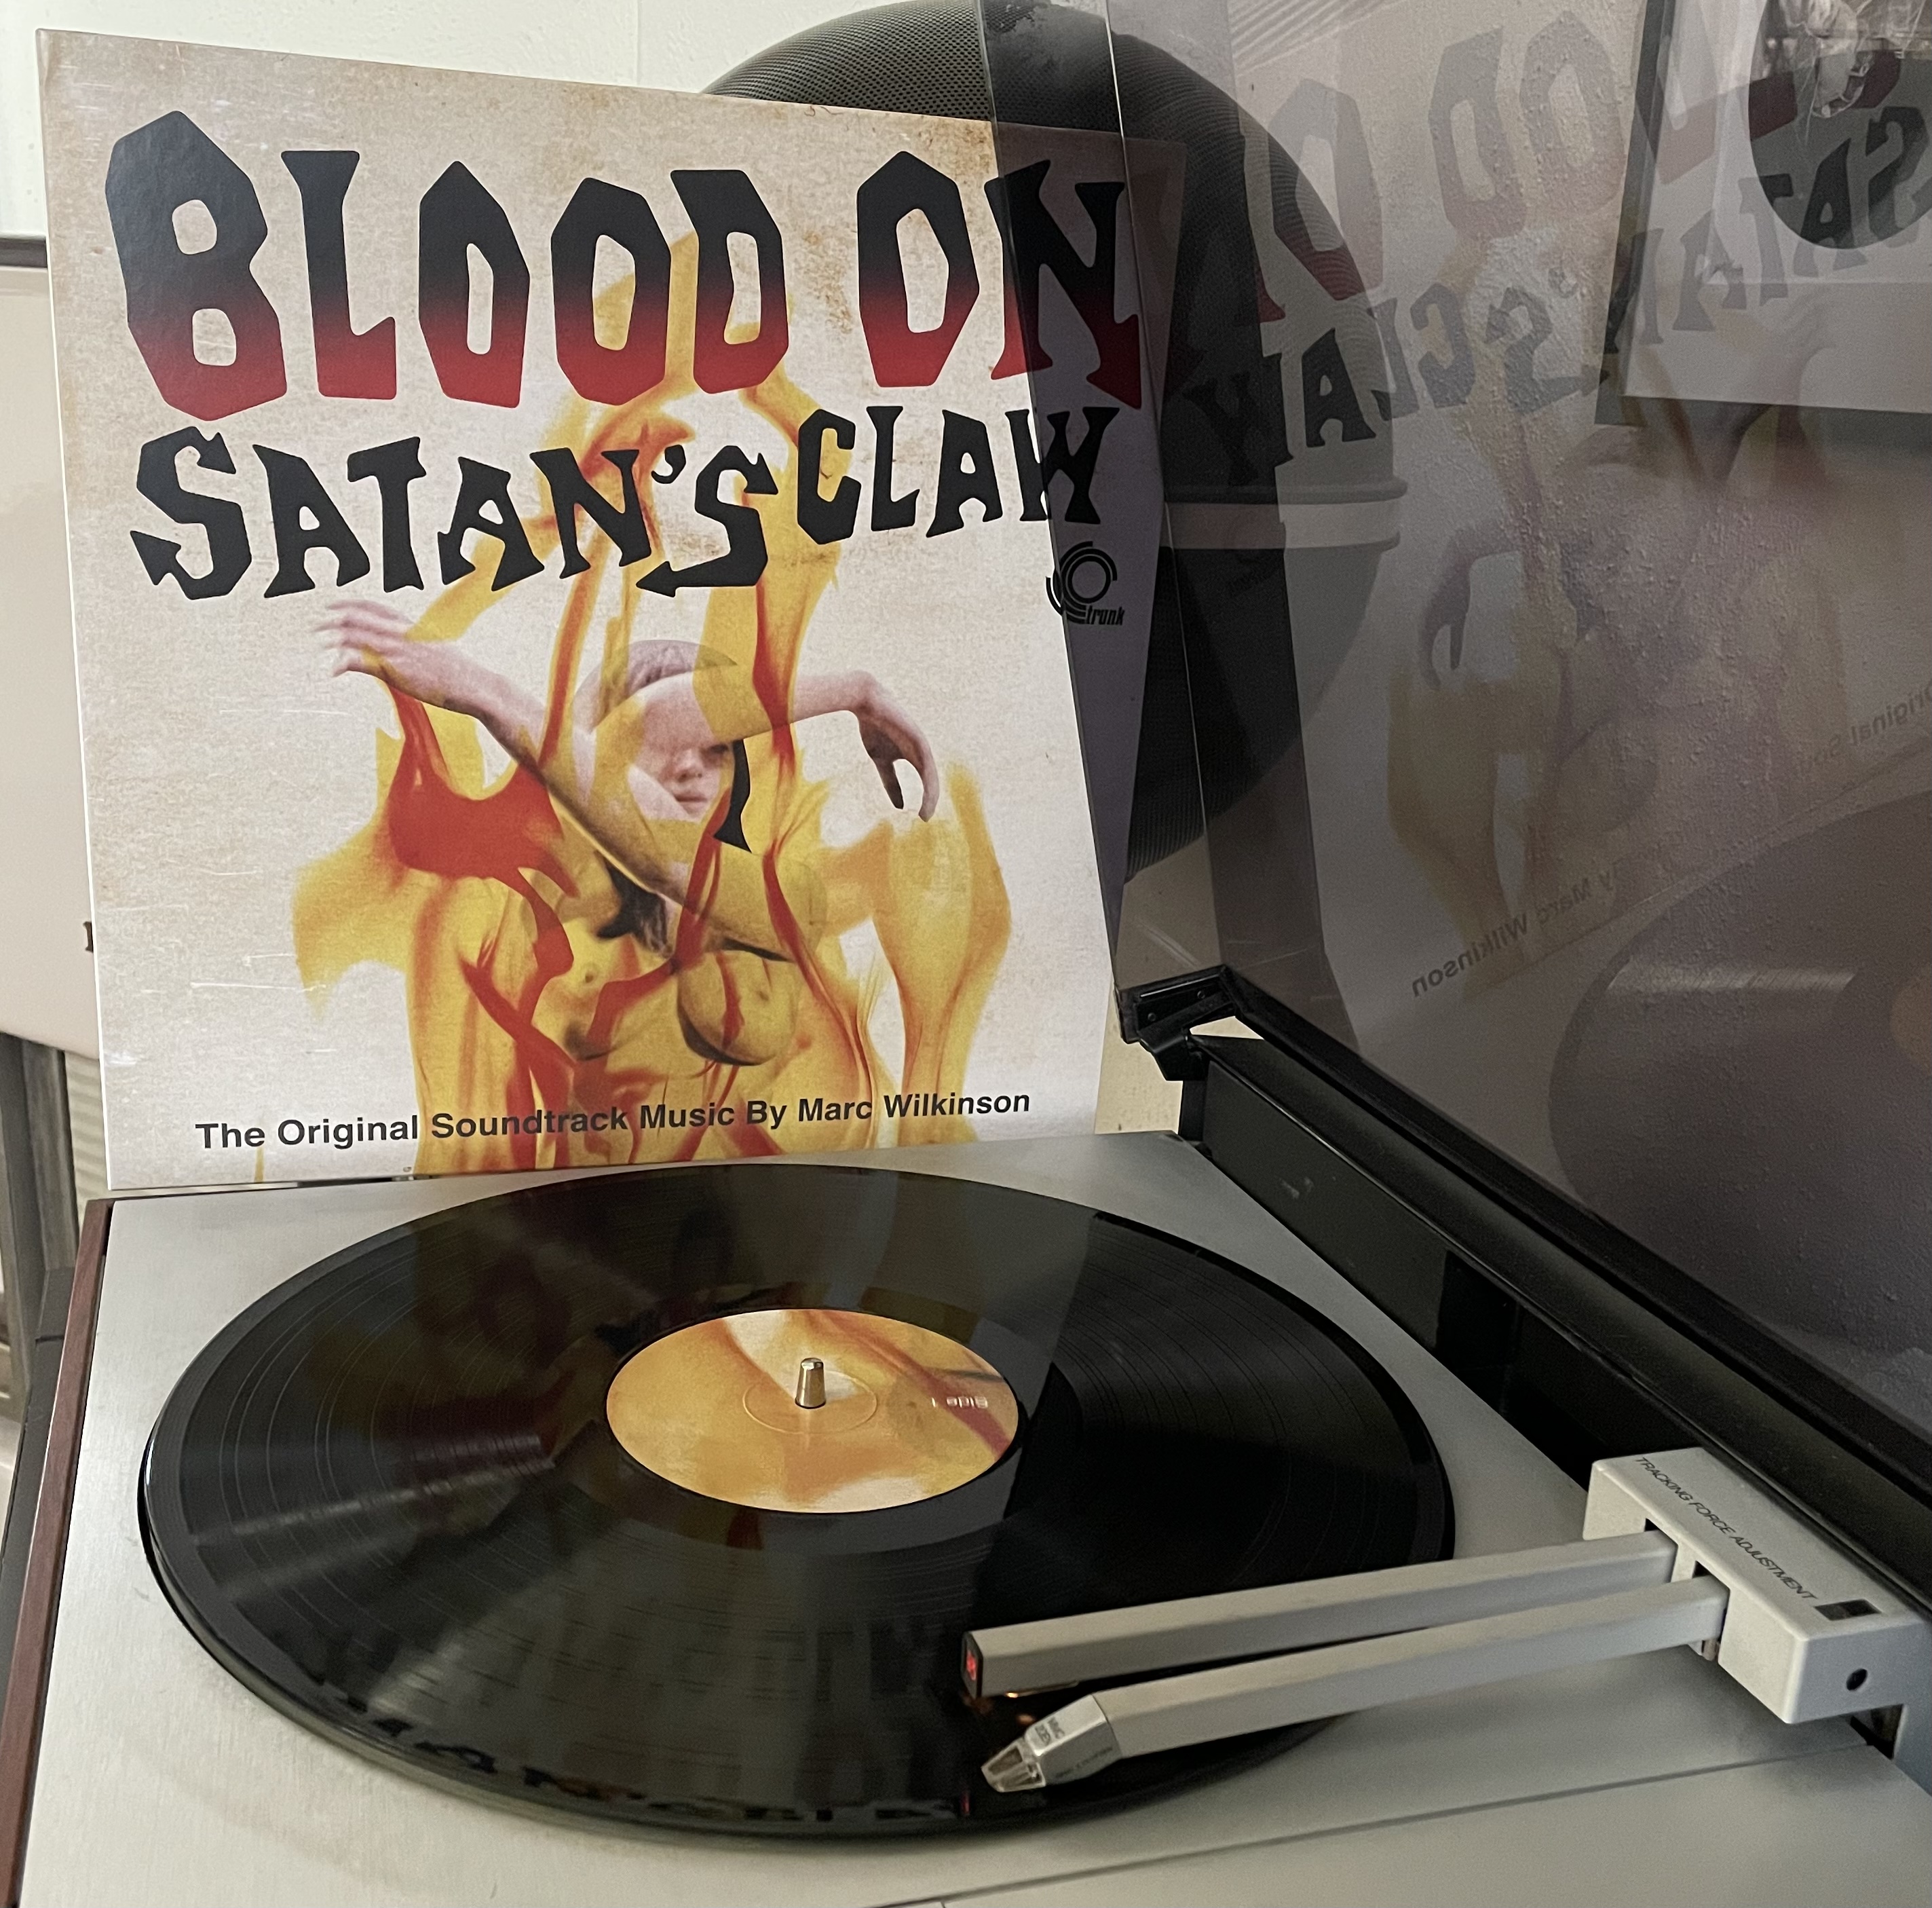 BLOOD ON
SATAN'S CLAW
trunk
The Original Soundtrack Music By Marc Wilkinson
Side 1
TRACKING FORCE ADJUSTMENT